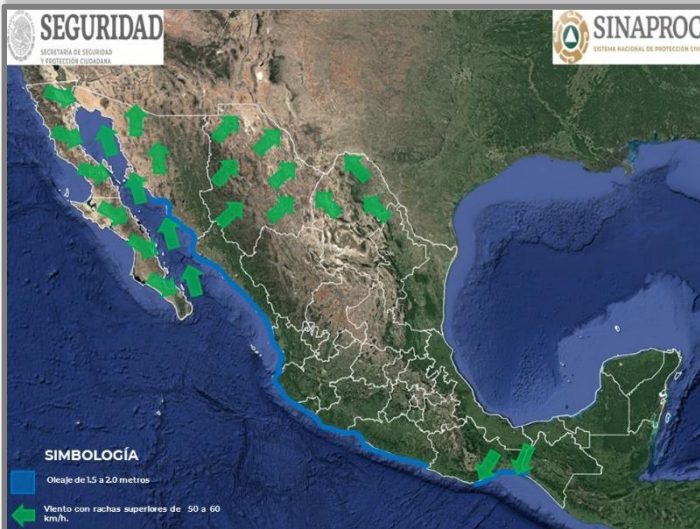 SEGURIDAD
SECRETARÍA DE SEGURIDAD
Y PROTECCIÓN CIUDADANA
SINAPROC
SISTEMA NACIONAL DE PROTECCIÓN CIVI
SIMBOLOGÍA
Oleaje de 1.5 a 2.0 metros
Viento con rachas superiores de 50 a 60
km/h.